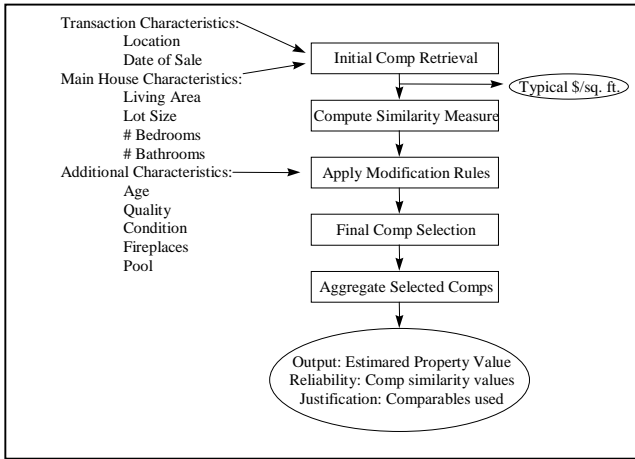 Transaction Characteristics:
Location
Date of Sale
Main House Characteristics:
Living Area
Lot Size
# Bedrooms
# Bathrooms
Additional Characteristics:
Age
Quality
Condition
Fireplaces
Pool
Initial Comp Retrieval
Typical $/sq. ft.
Compute Similarity Measure
Apply Modification Rules
Final Comp Selection
Aggregate Selected Comps
Output: Estimared Property Value
Reliability: Comp similarity values
Justification: Comparables used